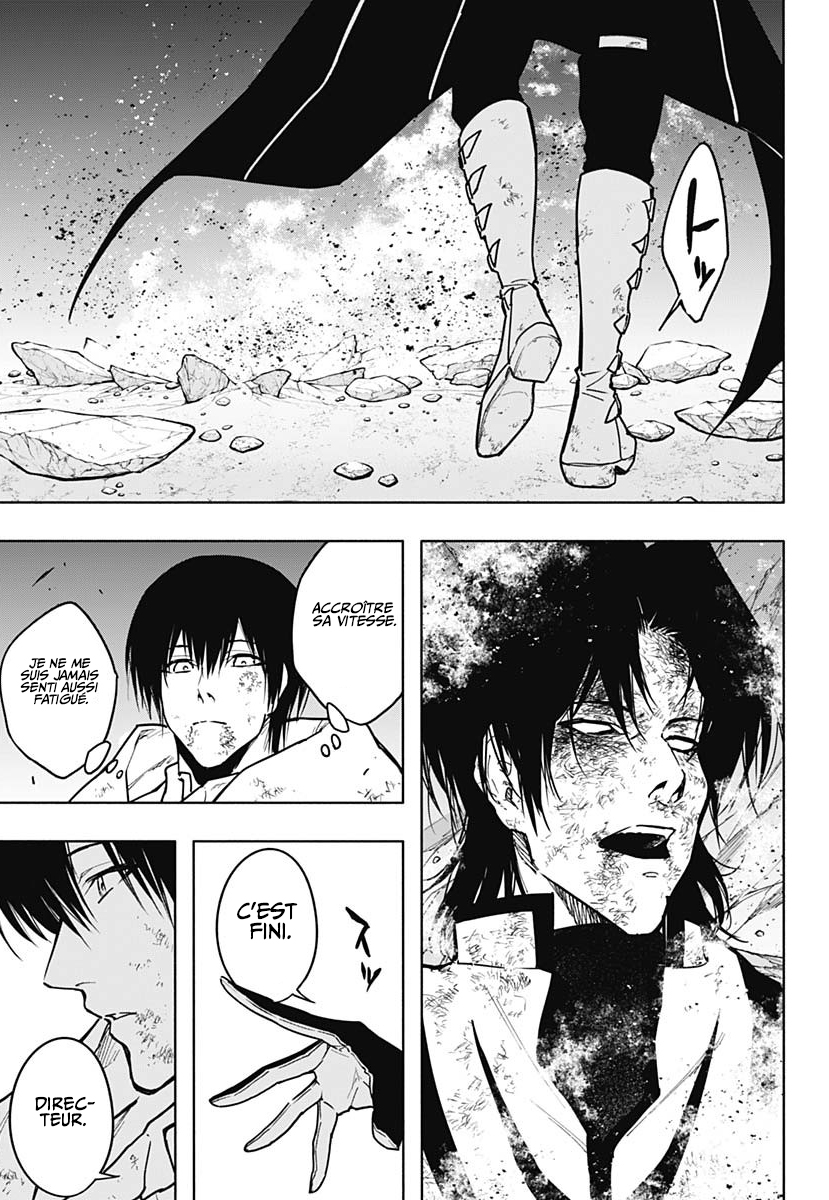 トッ
ACCROÎTRE
SA VITESSE.
JE NE ME
SUIS JAMAIS
SENTI AUSSI
FATIGUÉ.
C'EST
FINI.
スッ
DIREC-
TEUR.